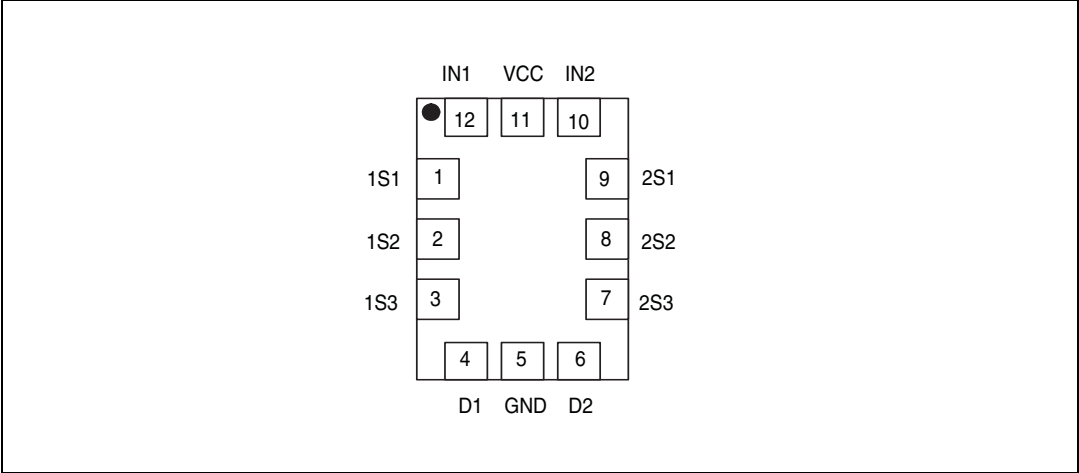 IN1 VCC IN2
12 11 10
1S1 1 9 2S1
1S2 2 8 2S2
1S3 3 7 2S3
4 5 6
D1 GND D2